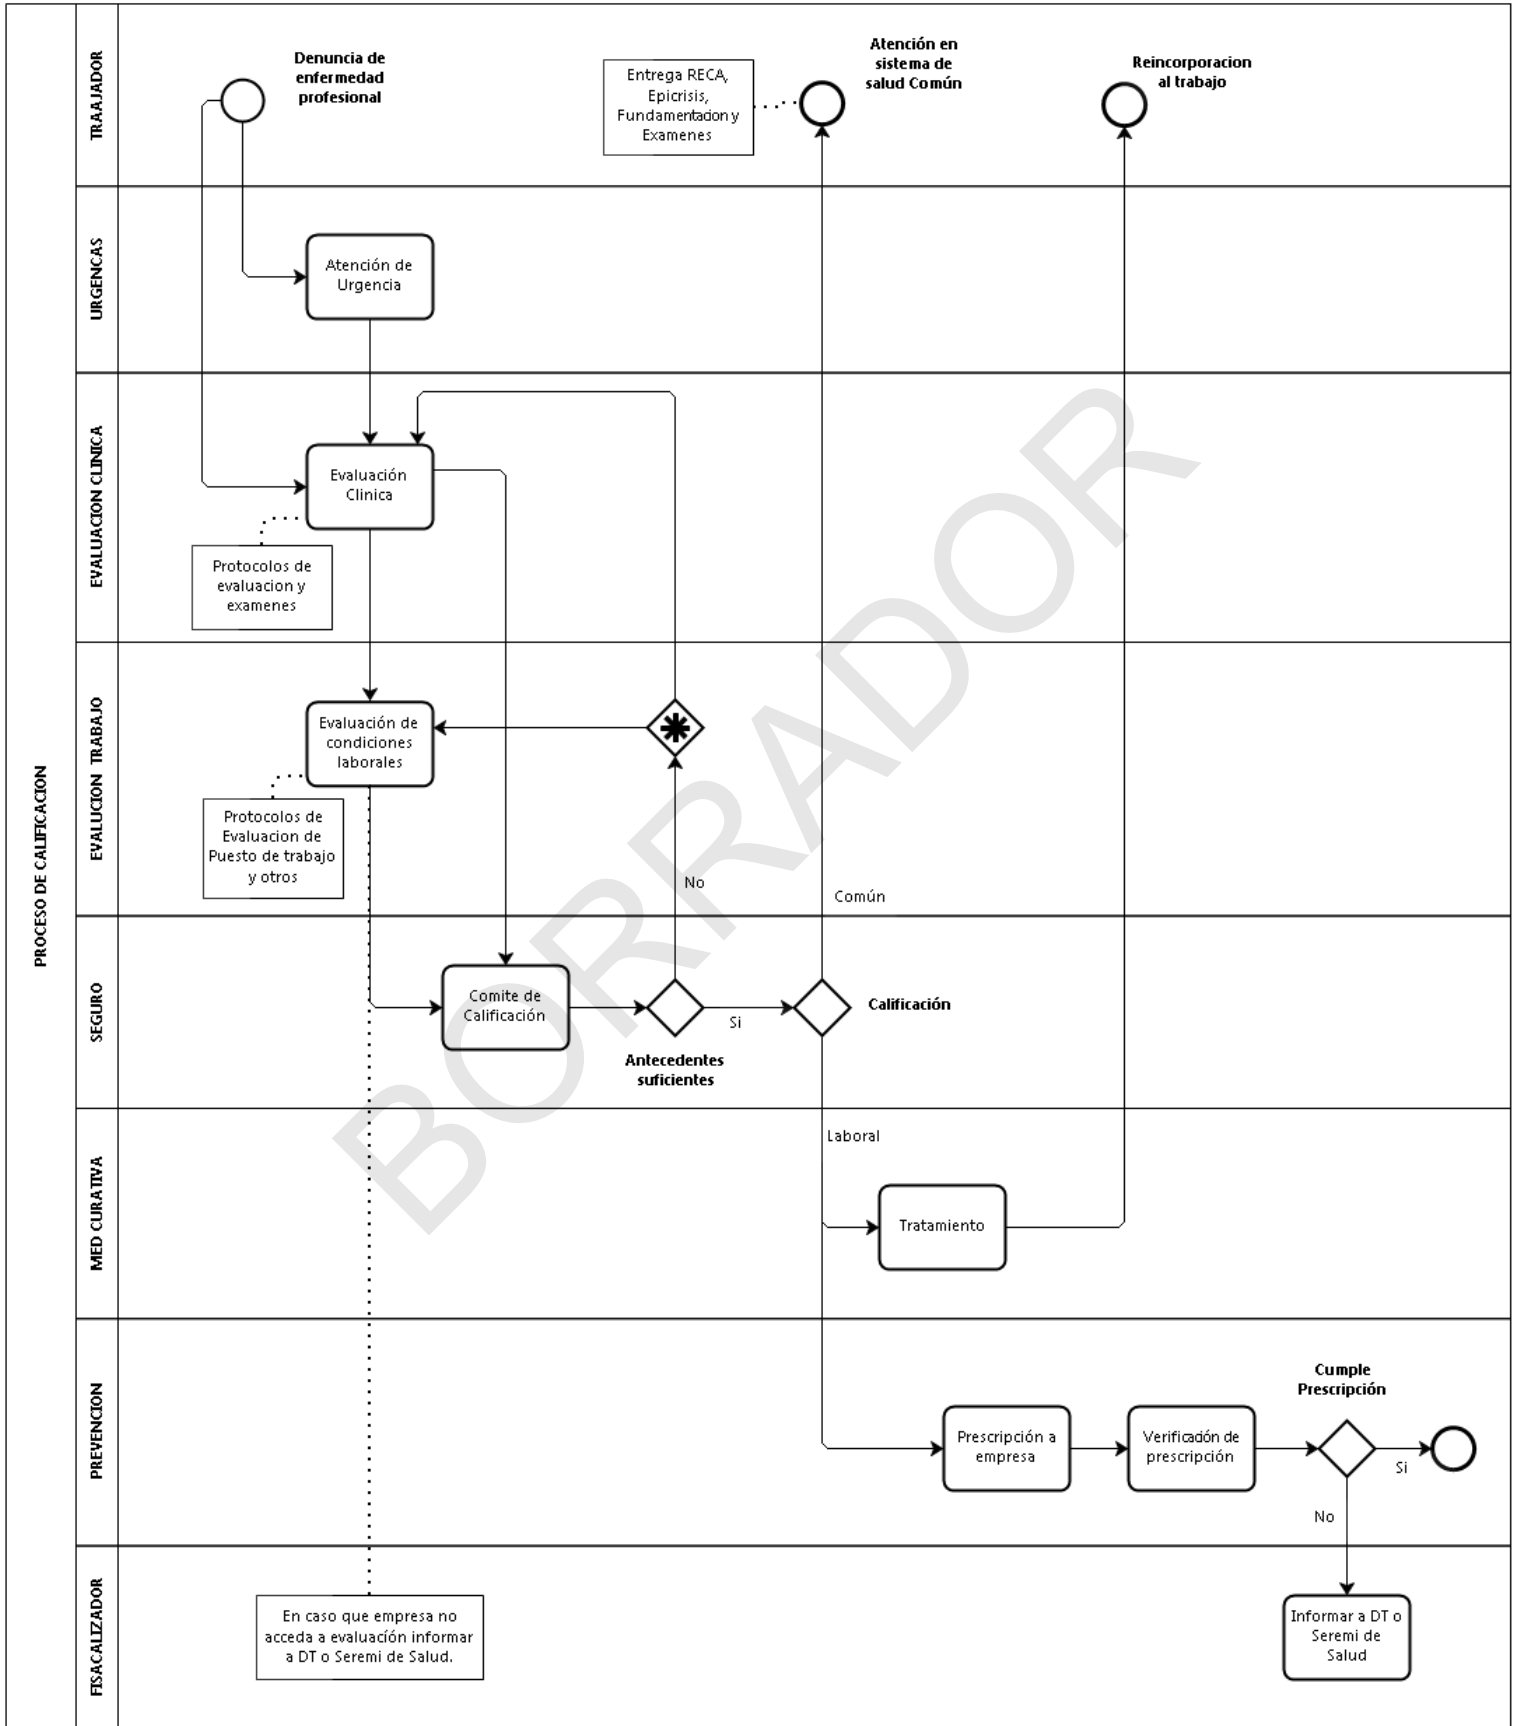 PROCESO DE CALIFICACION
TRAAJADOR
Denuncia de
enfermedad
profesional
Entrega RECA,
Epicrisis,
Fundamentacion y
Examenes
Atención en
sistema de
salud Común
Reincorporacion
al trabajo
URGENCAS
Atención de
Urgencia
EVALUACION CLINICA
Evaluación
Clinica
Protocolos de
evaluacion y
examenes
EVALUCION TRABAJO
Evaluación de
condiciones
laborales
Protocolos de
Evaluacion de
Puesto de trabajo
y otros
No
Común
SEGURO
Comite de
Calificación
Si
Calificación
Antecedentes
suficientes
MED CURATIVA
Laboral
Tratamiento
PREVENCION
Cumple
Prescripción
Prescripción a
empresa
Verificación de
prescripción
Si
No
FISACALIZADOR
En caso que empresa no
acceda a evaluacíón informar
a DT o Seremi de Salud.
Informar a DT o
Seremi de
Salud
BORRADOR